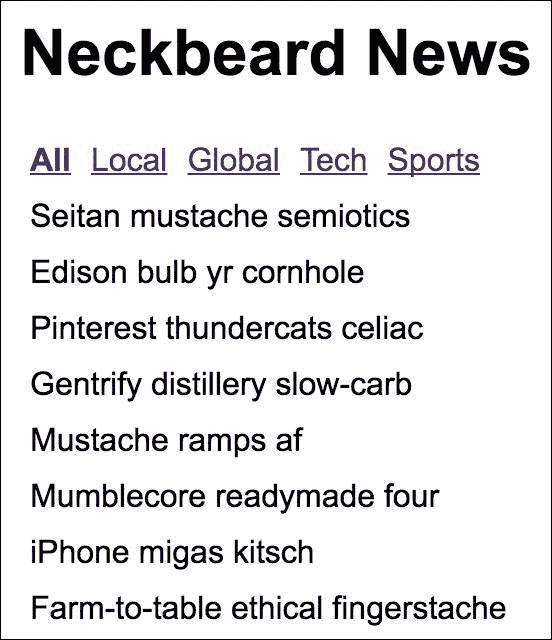 Neckbeard News
All Local Global Tech Sports
Seitan mustache semiotics
Edison bulb yr cornhole
Pinterest thundercats celiac
Gentrify distillery slow-carb
Mustache ramps af
Mumblecore readymade four
iPhone migas kitsch
Farm-to-table ethical fingerstache